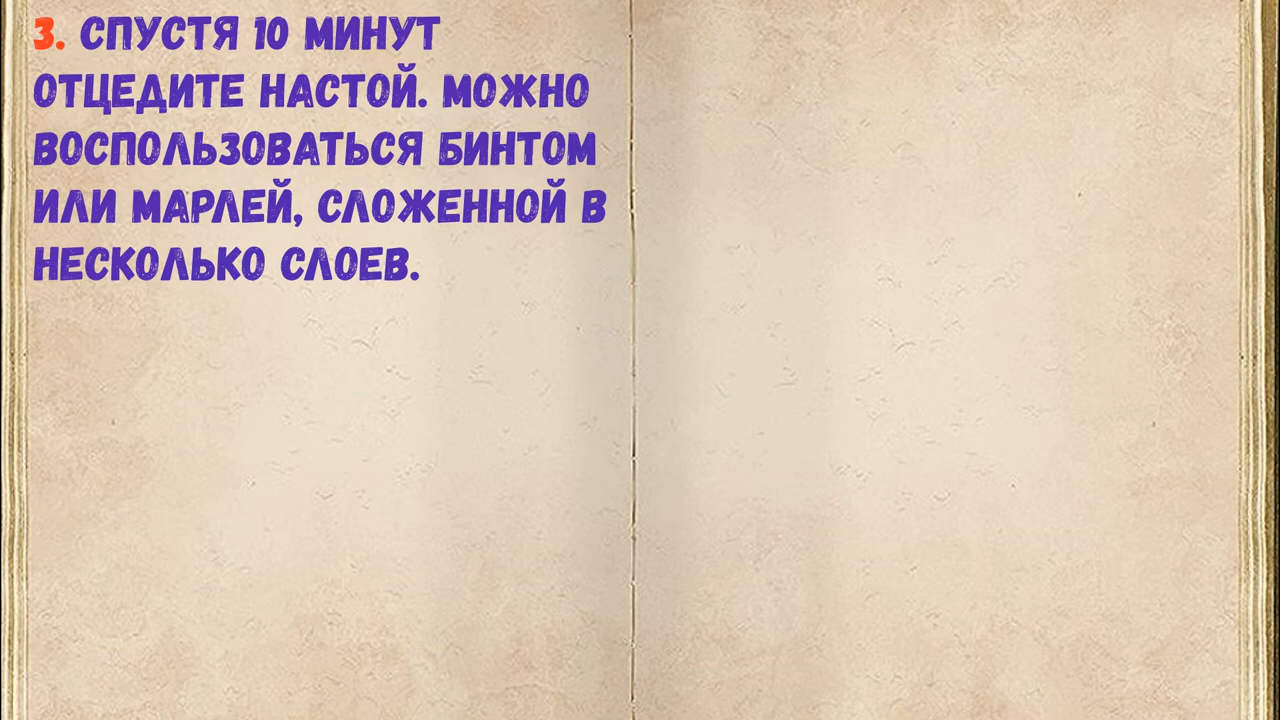 3. СПУСТЯ 10 МИНУТ
ОТЦЕДИТЕ НАСТОЙ. МОЖНО
ВОСПОЛЬЗОВАТЬСЯ БИНТОМ
ИЛИ МАРЛЕЙ, СЛОЖЕННОЙ В
НЕСКОЛЬКО СЛОЕВ.